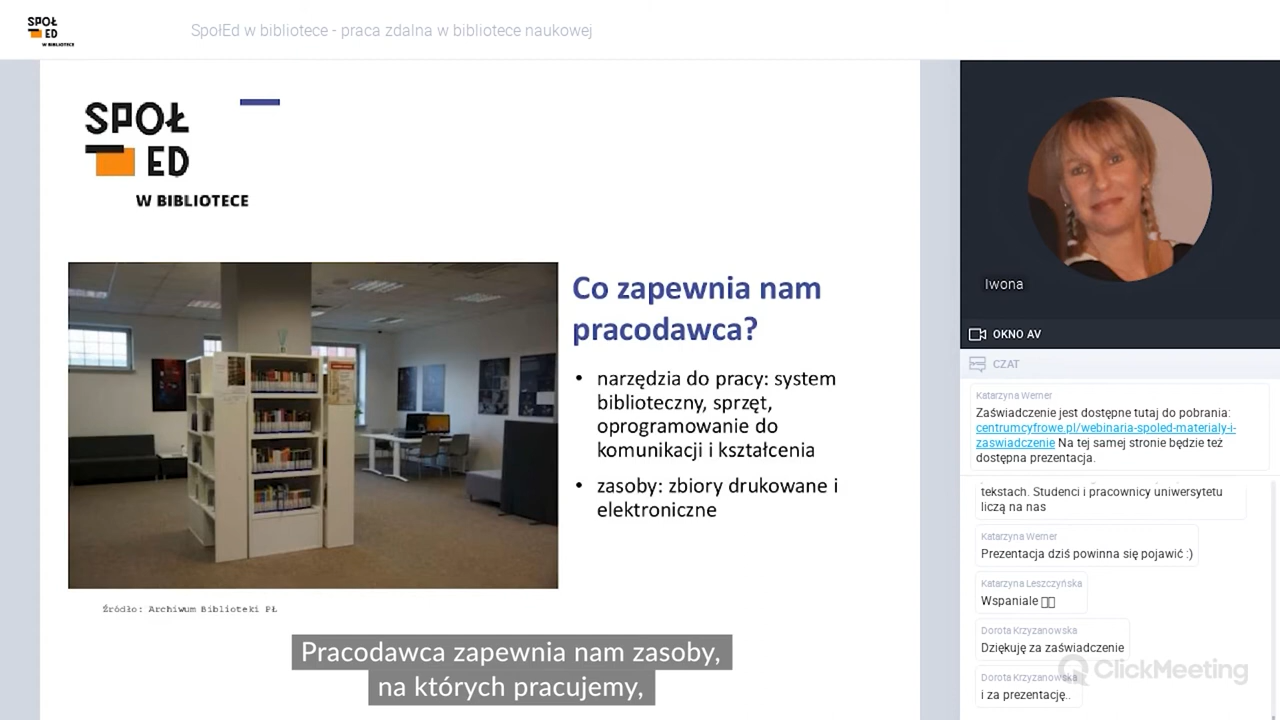 SPOŁ
ED
W BIBLIOTECE
SpołEd w bibliotece - praca zdalna w bibliotece naukowej
SPOŁ
ED
W BIBLIOTECE
Co zapewnia nam
pracodawca?
• narzędzia do pracy: system
biblioteczny, sprzęt,
oprogramowanie do
komunikacji i kształcenia
• zasoby: zbiory drukowane i
elektroniczne
Źródło: Archiwum Biblioteki PŁ
Pracodawca zapewnia nam zasoby,
na których pracujemy,
Iwona
OKNO AV
CZAT
Katarzyna Werner
Zaświadczenie jest dostępne tutaj do pobrania:
centrumcyfrowe.pl/webinaria-spoled-materialy-i-
zaswiadczenie Na tej samej stronie będzie też
dostępna prezentacja.
tekstach. Studenci i pracownicy uniwersytetu
liczą na nas
Katarzyna Werner
Prezentacja dziś powinna się pojawić :)
Katarzyna Leszczyńska
Wspaniale
Dorota Krzyzanowska
Dziękuję za zaświadczenie
Dorota Krzyzanowska
i za prezentację..
ClickMeeting